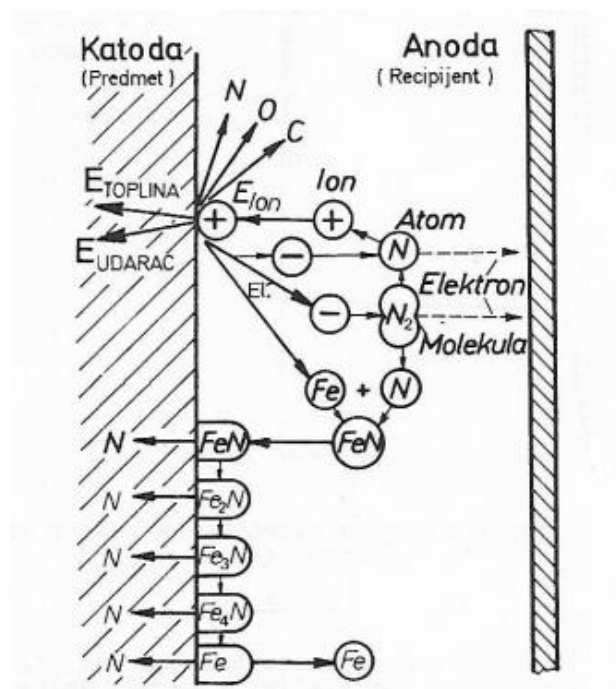 Katoda
(Predmet)
Anoda
(Recipijent)
N
O
C
E TOPLINA
E UDARAČ
E Ion
+
Ion
+
Atom
N
−
El.
Elektron
−
N₂
Molekula
Fe + N
N FeN FeN
N Fe₂N
N Fe₃N
N Fe₄N
N Fe Fe